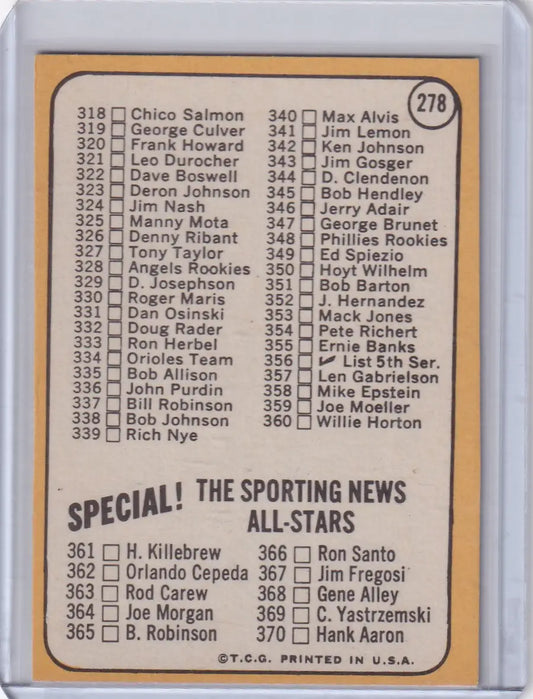 278
318 Chico Salmon
319 George Culver
320 Frank Howard
321 Leo Durocher
322 Dave Boswell
323 Deron Johnson
324 Jim Nash
325 Manny Mota
326 Denny Ribant
327 Tony Taylor
328 Angels Rookies
329 D. Josephson
330 Roger Maris
331 Dan Osinski
332 Doug Rader
333 Ron Herbel
334 Orioles Team
335 Bob Allison
336 John Purdin
337 Bill Robinson
338 Bob Johnson
339 Rich Nye
340 Max Alvis
341 Jim Lemon
342 Ken Johnson
343 Jim Gosger
344 D. Clendenon
345 Bob Hendley
346 Jerry Adair
347 George Brunet
348 Phillies Rookies
349 Ed Spiezio
350 Hoyt Wilhelm
351 Bob Barton
352 J. Hernandez
353 Mack Jones
354 Pete Richert
355 Ernie Banks
356 ✓ List 5th Ser.
357 Len Gabrielson
358 Mike Epstein
359 Joe Moeller
360 Willie Horton
SPECIAL! THE SPORTING NEWS
ALL-STARS
361 H. Killebrew
362 Orlando Cepeda
363 Rod Carew
364 Joe Morgan
365 B. Robinson
366 Ron Santo
367 Jim Fregosi
368 Gene Alley
369 C. Yastrzemski
370 Hank Aaron
©T.C.G. PRINTED IN U.S.A.